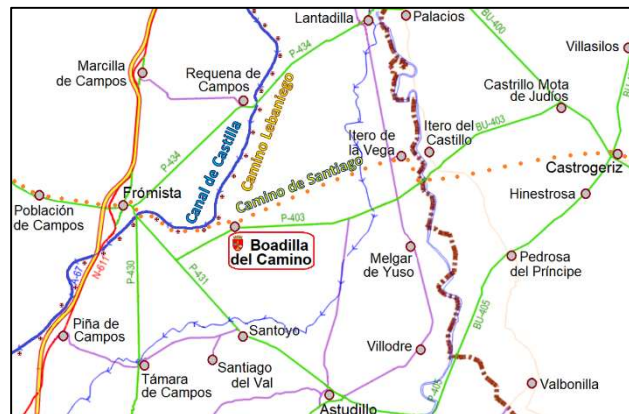 Lantadilla
Palacios
BU-400
Villasilos
Marcilla
de Campos
P-434
Requena de
Campos
Castrillo Mota
de Judíos
BU-403
Canal de Castilla
Camino Lebaniego
Itero de
la Vega
Itero del
Castillo
Castrogeriz
P-434
Camino de Santiago
Frómista
Hinestrosa
Población
de Campos
P-403
Boadilla
del Camino
Melgar
de Yuso
Pedrosa
del Príncipe
A-67
N-611
P-430
P-431
BU-405
Piña de
Campos
Santoyo
Villodre
Támara
de Campos
Santiago
del Val
P-405
Valbonilla
Astudillo